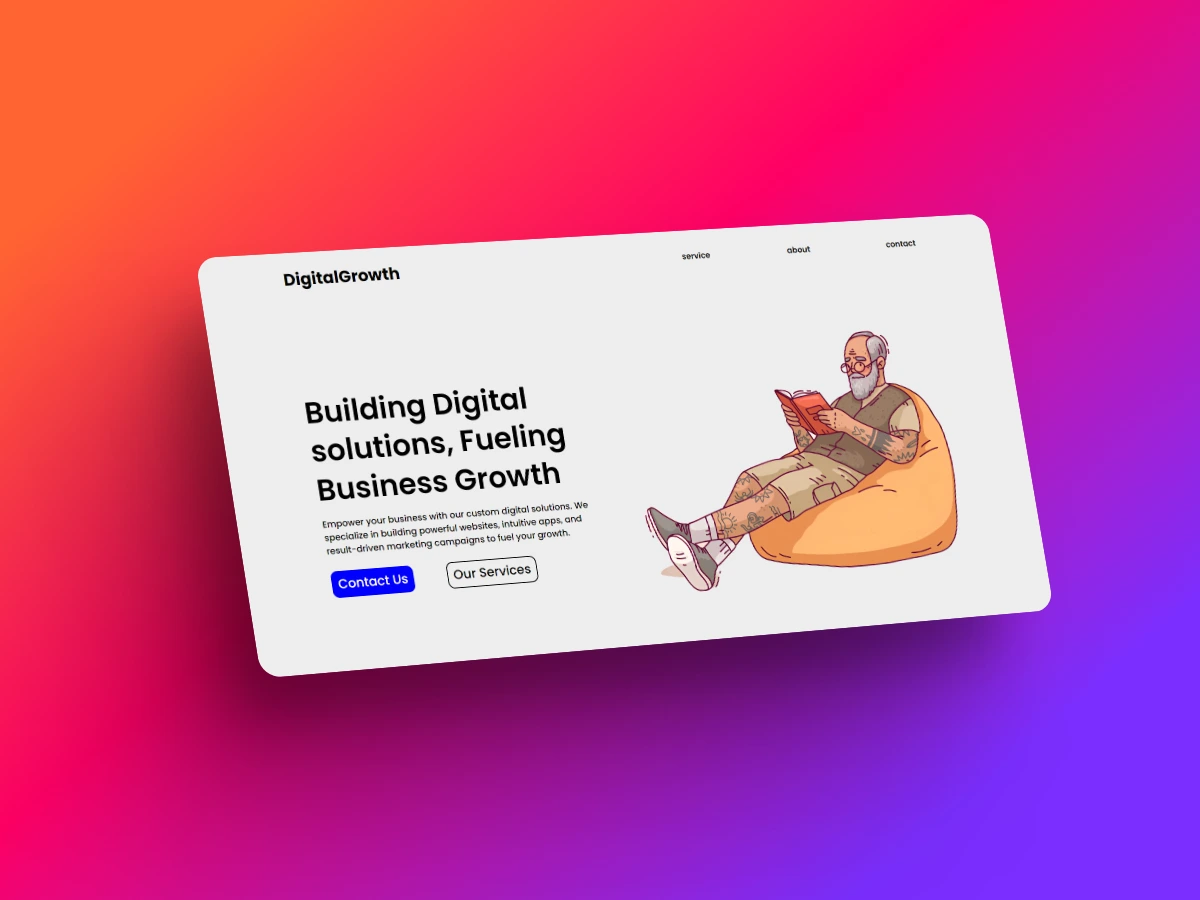 DigitalGrowth
service
about
contact
Building Digital
solutions, Fueling
Business Growth
Empower your business with our custom digital solutions. We
specialize in building powerful websites, intuitive apps, and
result-driven marketing campaigns to fuel your growth.
Contact Us
Our Services